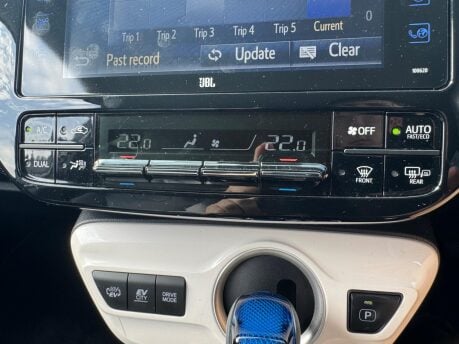 0
Trip 1 Trip 2 Trip 3 Trip 4 Trip 5 Current
Past record Update Clear
JBL
100620
A/C
22.0 22.0
OFF
AUTO
FAST/ECO
DUAL
FRONT
REAR
EV
CITY
DRIVE
MODE
P